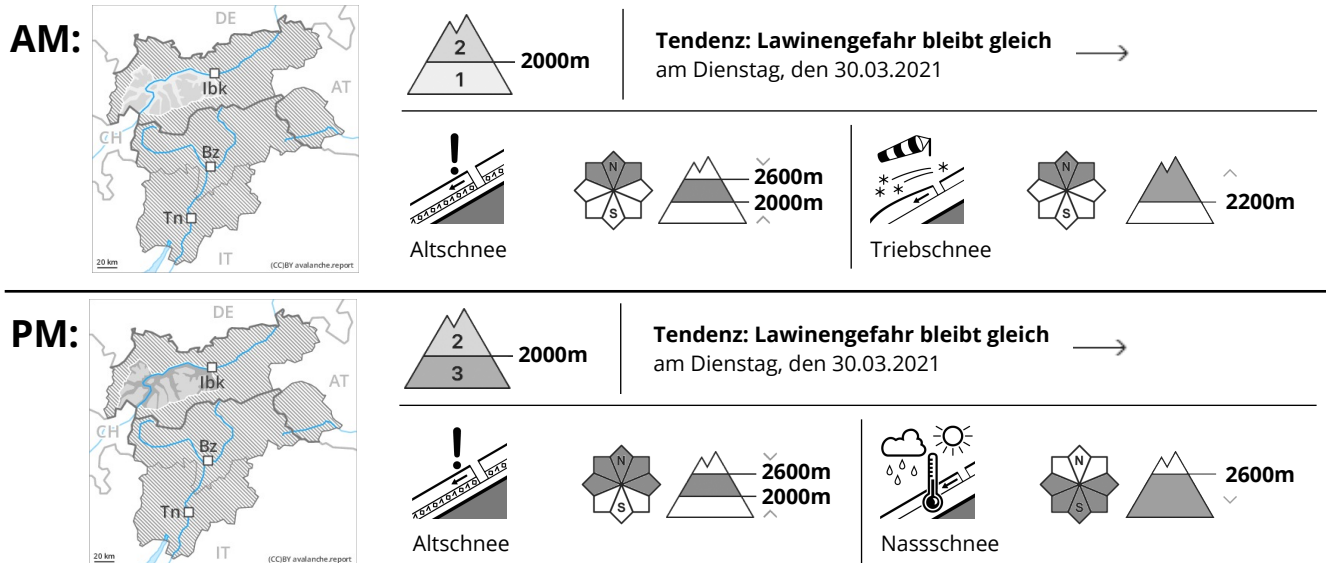 AM:
DE
AT
CH
IT
Ibk
Bz
Tn
20 km
(CC)BY avalanche.report
2
1
2000m
Tendenz: Lawinengefahr bleibt gleich
am Dienstag, den 30.03.2021
Altschnee
N
S
2600m
2000m
Triebschnee
N
S
2200m
PM:
DE
AT
CH
IT
Ibk
Bz
Tn
20 km
(CC)BY avalanche.report
2
3
2000m
Tendenz: Lawinengefahr bleibt gleich
am Dienstag, den 30.03.2021
Altschnee
N
S
2600m
2000m
Nassschnee
N
S
2600m